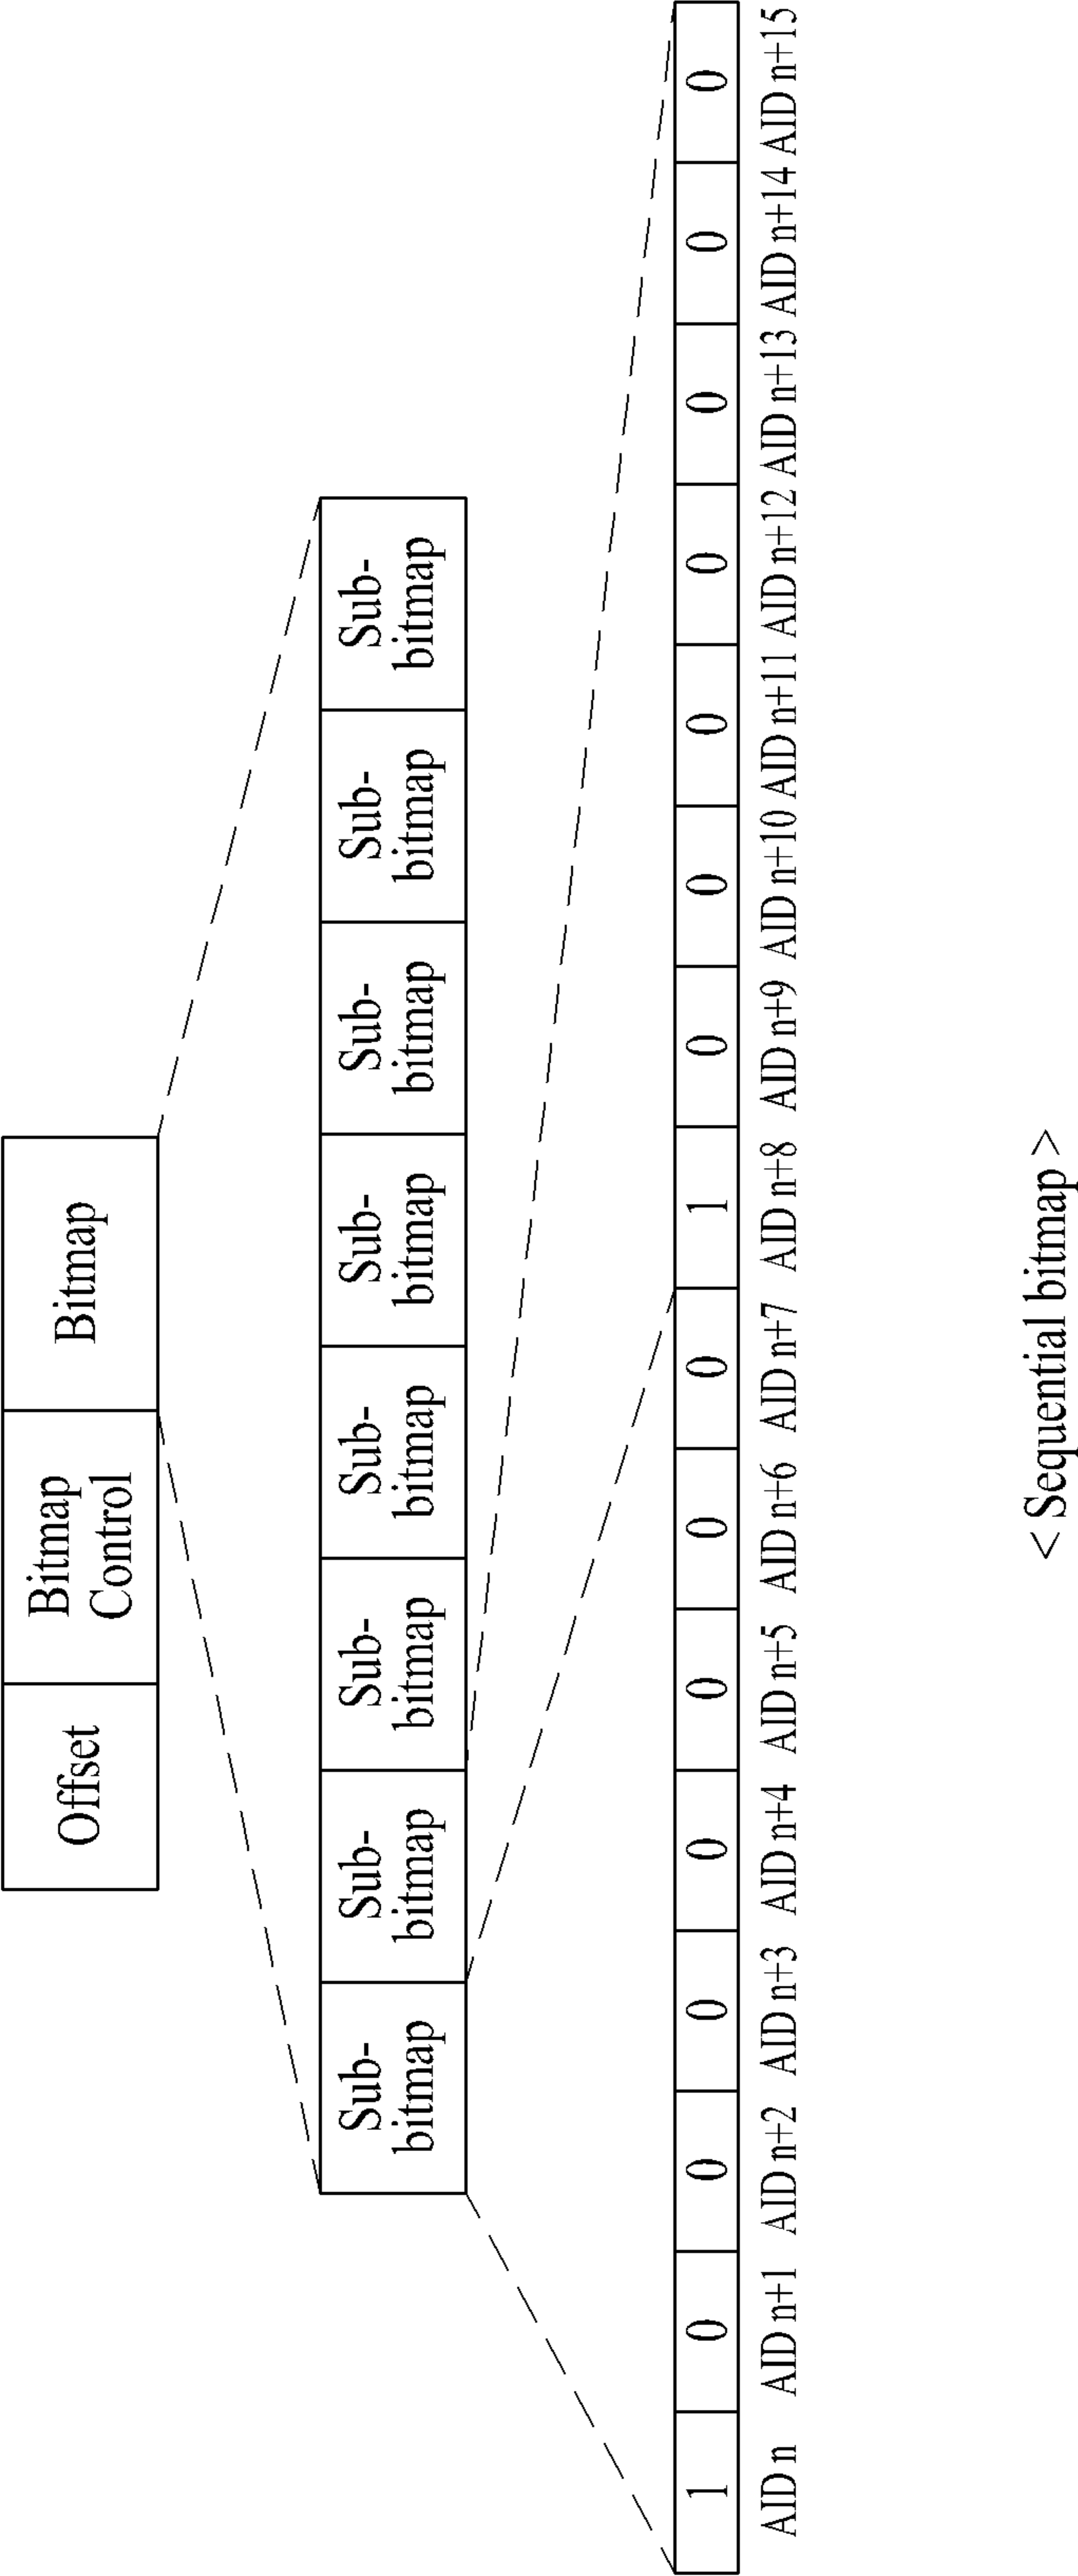 Offset
Bitmap
Control
Bitmap
Sub-
bitmap
Sub-
bitmap
Sub-
bitmap
Sub-
bitmap
Sub-
bitmap
Sub-
bitmap
Sub-
bitmap
Sub-
bitmap
1 0 0 0 0 0 0 0 1 0 0 0 0 0 0 0
AID n AID n+1 AID n+2 AID n+3 AID n+4 AID n+5 AID n+6 AID n+7 AID n+8 AID n+9 AID n+10 AID n+11 AID n+12 AID n+13 AID n+14 AID n+15
< Sequential bitmap >